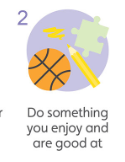 2
r
Do something
you enjoy and
are good at